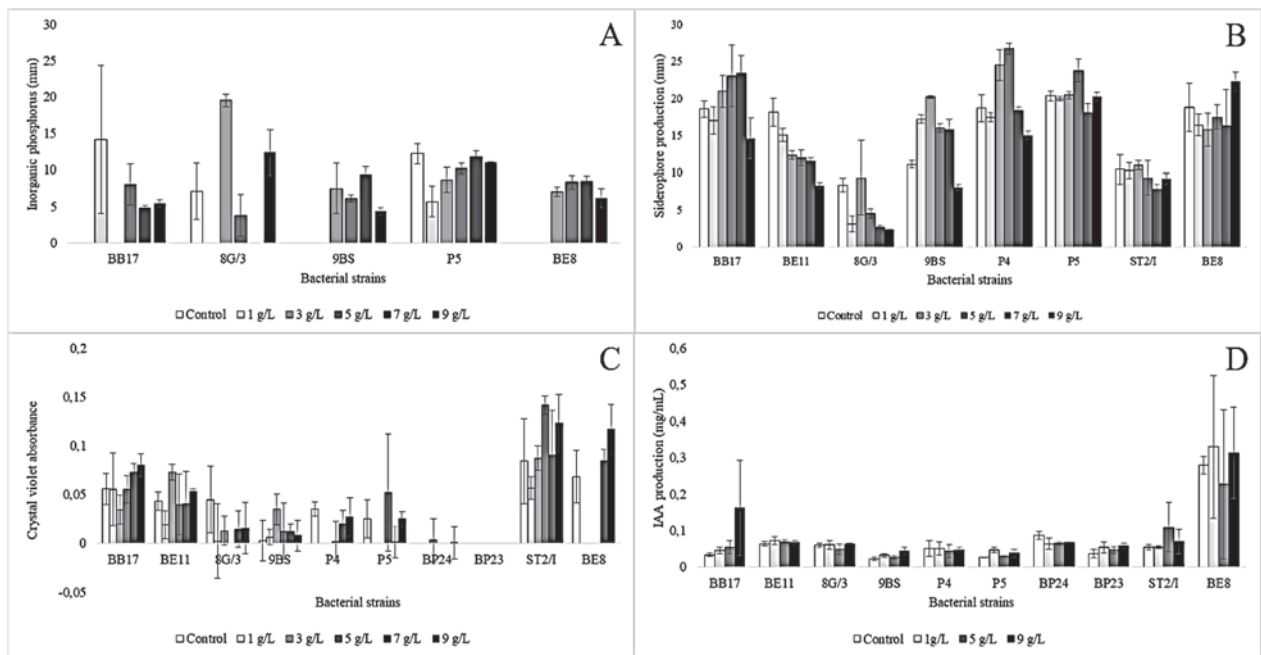 A
Inorganic phosphorus (mm)
30
25
20
15
10
5
0
BB17 8G/3 9BS P5 BE8
Bacterial strains
Control 1 g/L 3 g/L 5 g/L 7 g/L 9 g/L
B
Siderophore production (mm)
30
25
20
15
10
5
0
BB17 BE11 8G/3 9BS P4 P5 ST2/I BE8
Bacterial strains
Control 1 g/L 3 g/L 5 g/L 7 g/L 9 g/L
C
Crystal violet absorbance
0,2
0,15
0,1
0,05
0
-0,05
BB17 BE11 8G/3 9BS P4 P5 BP24 BP23 ST2/I BE8
Bacterial strains
Control 1 g/L 3 g/L 5 g/L 7 g/L 9 g/L
D
IAA production (mg/mL)
0,6
0,5
0,4
0,3
0,2
0,1
0
BB17 BE11 8G/3 9BS P4 P5 BP24 BP23 ST2/I BE8
Bacterial strains
Control 1g/L 5 g/L 9 g/L